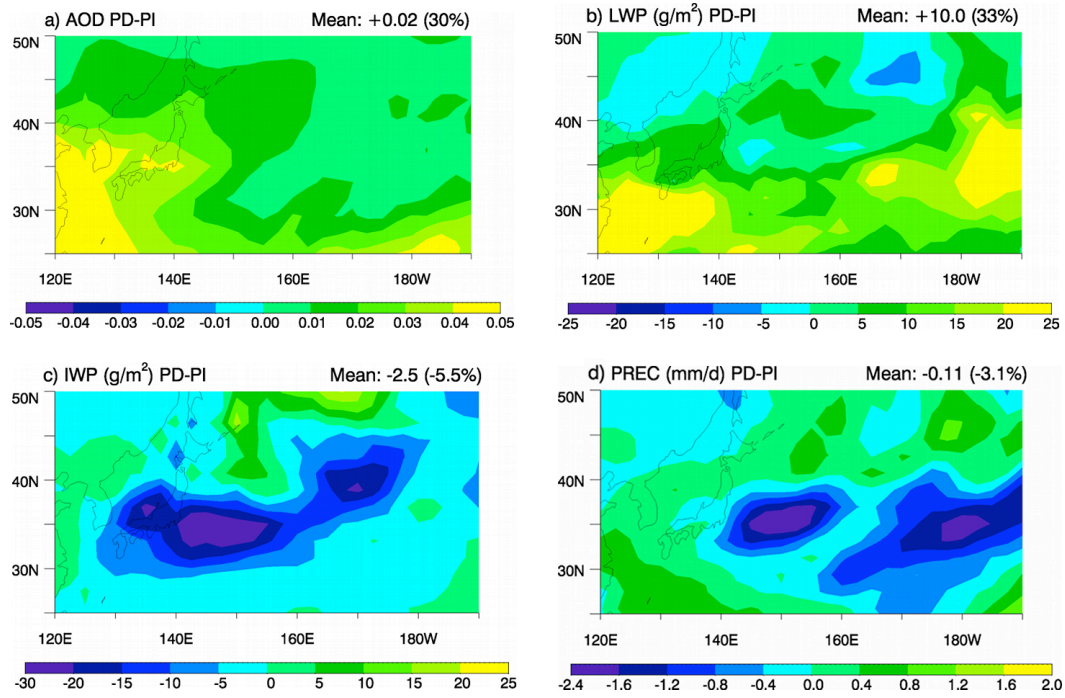 a) AOD PD-PI Mean: +0.02 (30%)
50N
40N
30N
120E 140E 160E 180W
-0.05 -0.04 -0.03 -0.02 -0.01 0.00 0.01 0.02 0.03 0.04 0.05
b) LWP (g/m²) PD-PI Mean: +10.0 (33%)
50N
40N
30N
120E 140E 160E 180W
-25 -20 -15 -10 -5 0 5 10 15 20 25
c) IWP (g/m²) PD-PI Mean: -2.5 (-5.5%)
50N
40N
30N
120E 140E 160E 180W
-30 -20 -15 -10 -5 0 5 10 15 20 25
d) PREC (mm/d) PD-PI Mean: -0.11 (-3.1%)
50N
40N
30N
120E 140E 160E 180W
-2.4 -1.6 -1.2 -0.8 -0.4 0.0 0.4 0.8 1.2 1.6 2.0